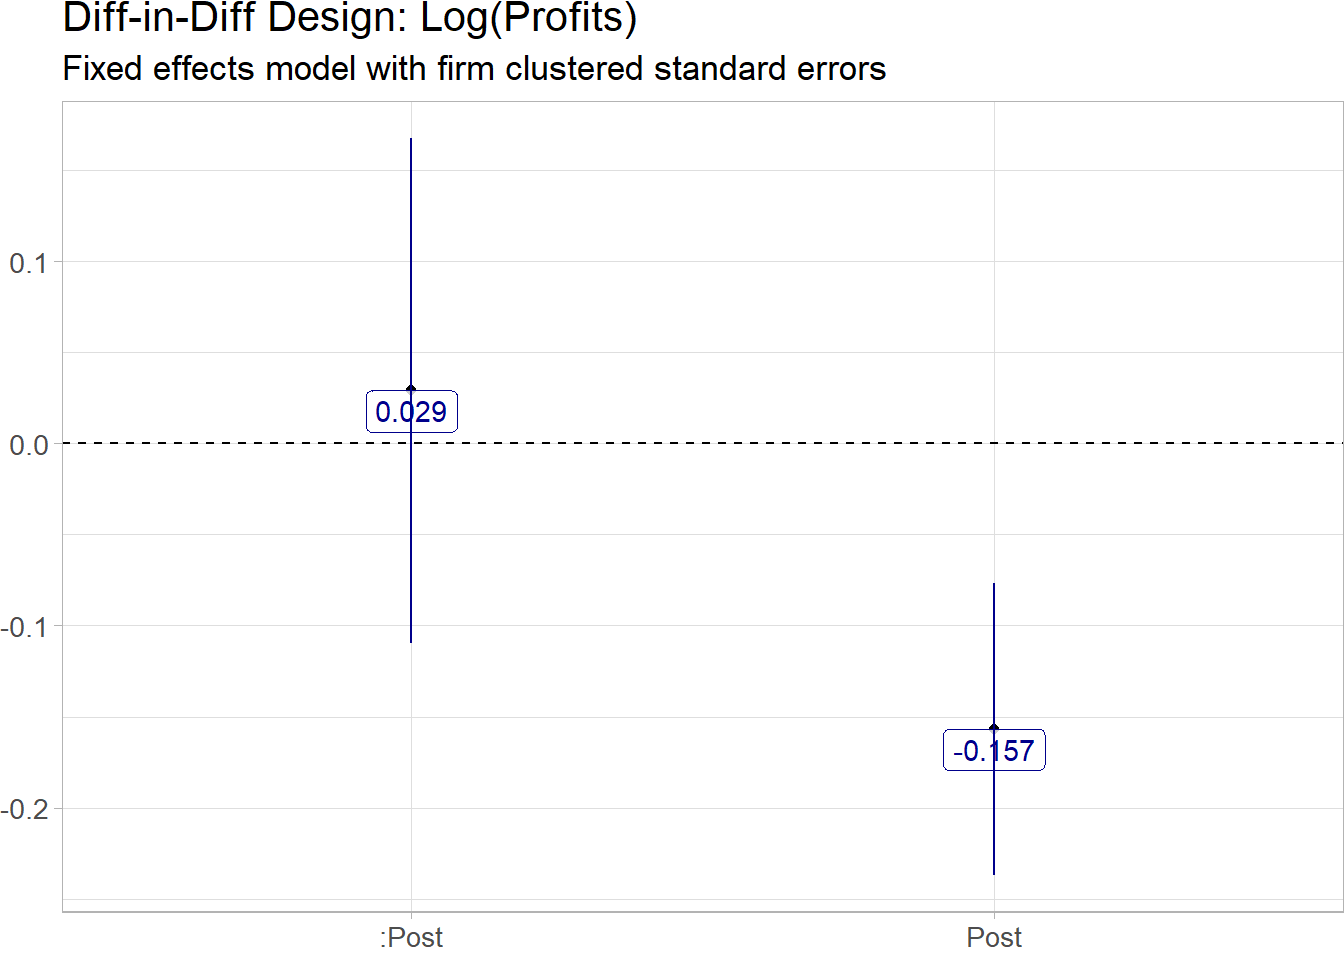 Diff-in-Diff Design: Log(Profits)
Fixed effects model with firm clustered standard errors
0.1
0.0
-0.1
-0.2
0.029
-0.157
:Post
Post